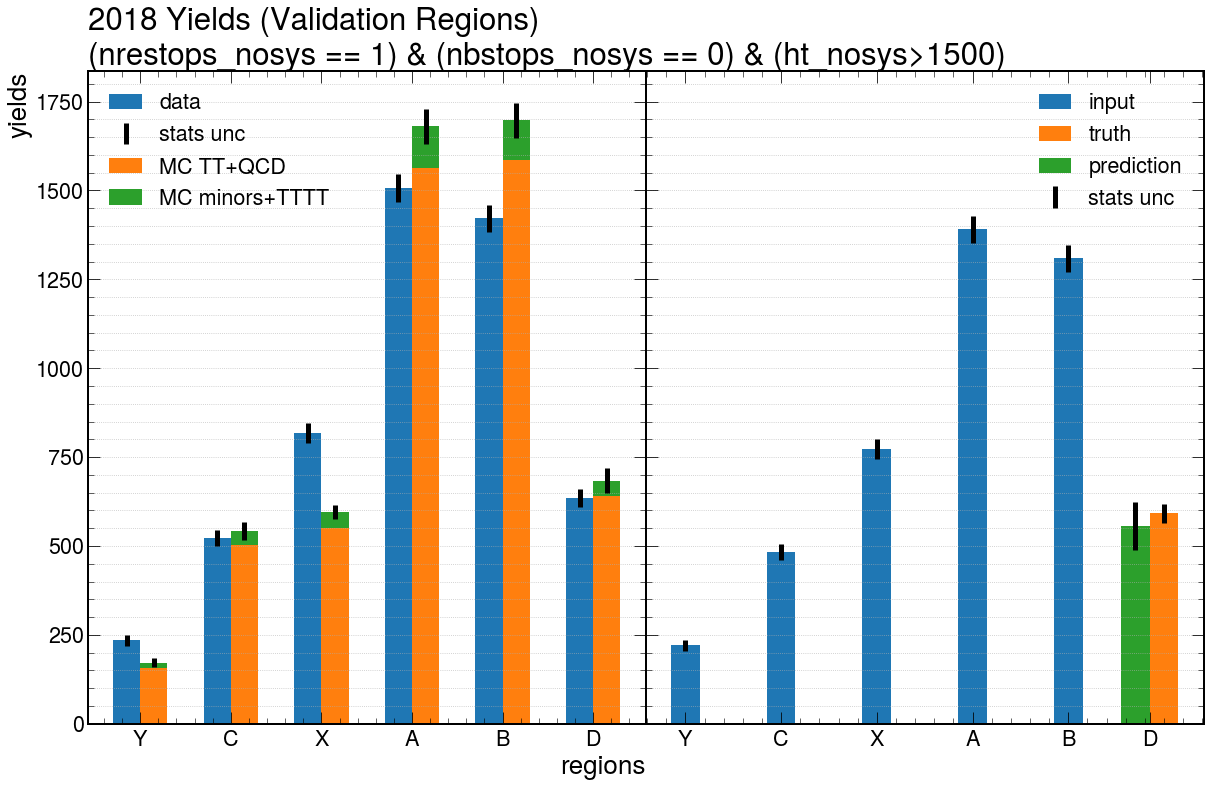 2018 Yields (Validation Regions)
(nrestops_nosys == 1) & (nbstops_nosys == 0) & (ht_nosys>1500)
yields
1750
1500
1250
1000
750
500
250
0
data
stats unc
MC TT+QCD
MC minors+TTTT
input
truth
prediction
stats unc
Y C X A B D
Y C X A B D
regions